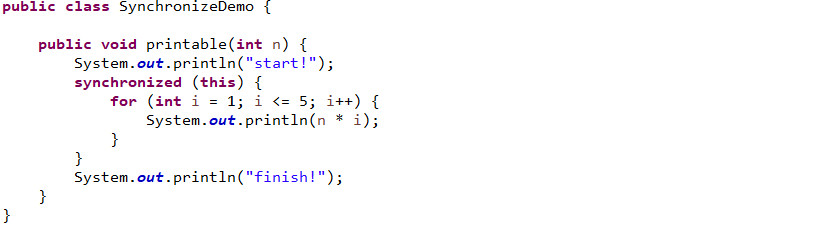 public class SynchronizeDemo {
public void printable(int n) {
System.out.println("start!");
synchronized (this) {
for (int i = 1; i <= 5; i++) {
System.out.println(n * i);
}
}
System.out.println("finish!");
}
}